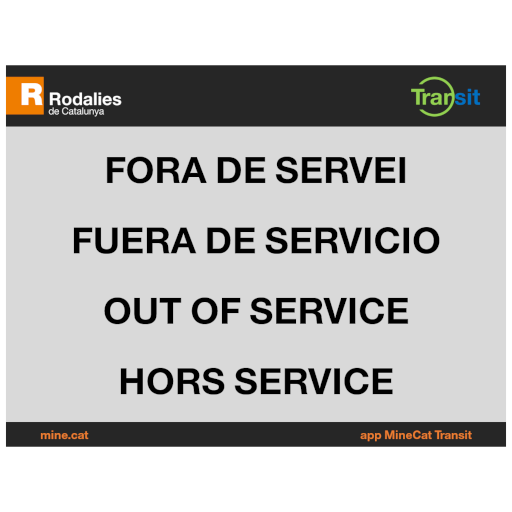 R Rodalies
de Catalunya
Transit
FORA DE SERVEI
FUERA DE SERVICIO
OUT OF SERVICE
HORS SERVICE
mine.cat
app MineCat Transit